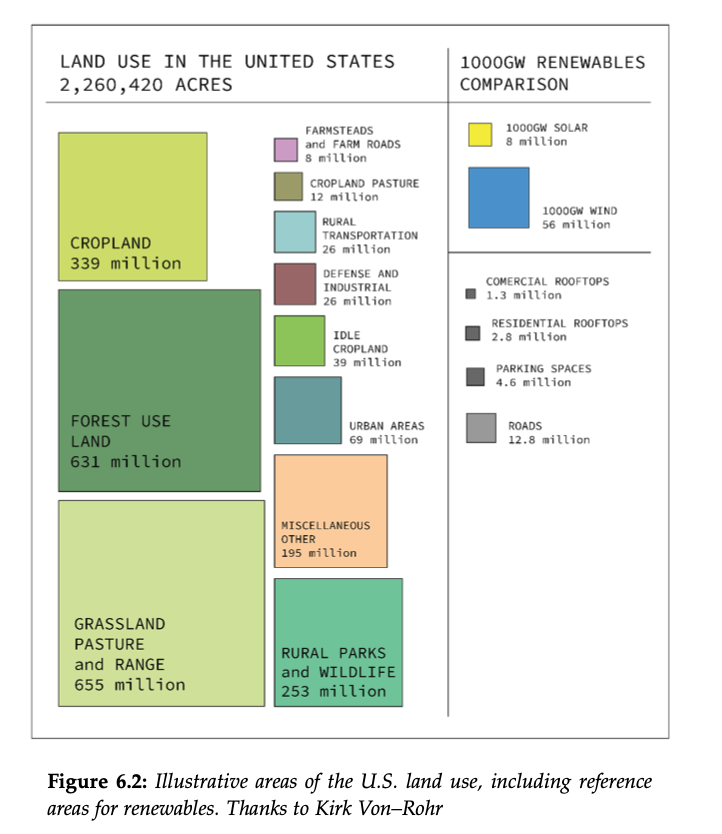 LAND USE IN THE UNITED STATES
2,260,420 ACRES
CROPLAND
339 million
FOREST USE
LAND
631 million
GRASSLAND
PASTURE
and RANGE
655 million
FARMSTEADS
and FARM ROADS
8 million
CROPLAND PASTURE
12 million
RURAL
TRANSPORTATION
26 million
DEFENSE AND
INDUSTRIAL
26 million
IDLE
CROPLAND
39 million
URBAN AREAS
69 million
MISCELLANEOUS
OTHER
195 million
RURAL PARKS
and WILDLIFE
253 million
1000GW RENEWABLES
COMPARISON
1000GW SOLAR
8 million
1000GW WIND
56 million
COMERCIAL ROOFTOPS
1.3 million
RESIDENTIAL ROOFTOPS
2.8 million
PARKING SPACES
4.6 million
ROADS
12.8 million
Figure 6.2: Illustrative areas of the U.S. land use, including reference
areas for renewables. Thanks to Kirk Von–Rohr